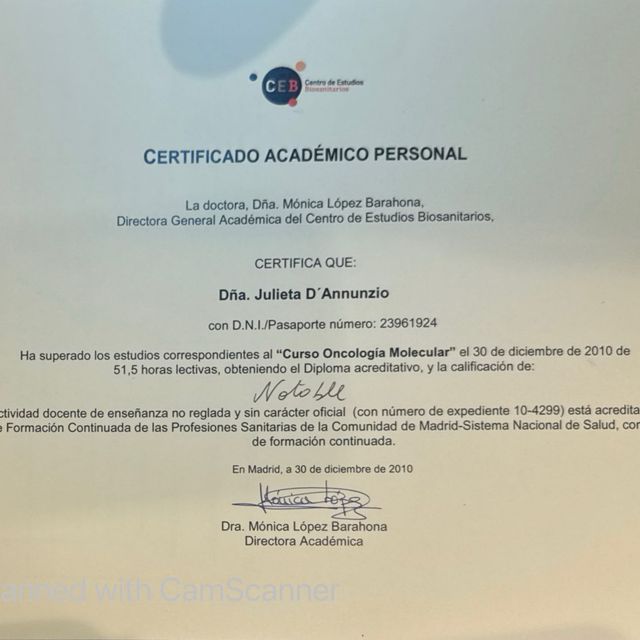 CEB Centro de Estudios
Biosanitarios
CERTIFICADO ACADÉMICO PERSONAL
La doctora, Dña. Mónica López Barahona,
Directora General Académica del Centro de Estudios Biosanitarios,
CERTIFICA QUE:
Dña. Julieta D´Annunzio
con D.N.I./Pasaporte número: 23961924
Ha superado los estudios correspondientes al “Curso Oncología Molecular” el 30 de diciembre de 2010 de
51,5 horas lectivas, obteniendo el Diploma acreditativo, y la calificación de:
Notable
ctividad docente de enseñanza no reglada y sin carácter oficial (con número de expediente 10-4299) está acredita
e Formación Continuada de las Profesiones Sanitarias de la Comunidad de Madrid-Sistema Nacional de Salud, con
de formación continuada.
En Madrid, a 30 de diciembre de 2010
Mónica López
Dra. Mónica López Barahona
Directora Académica
anned with CamScanner